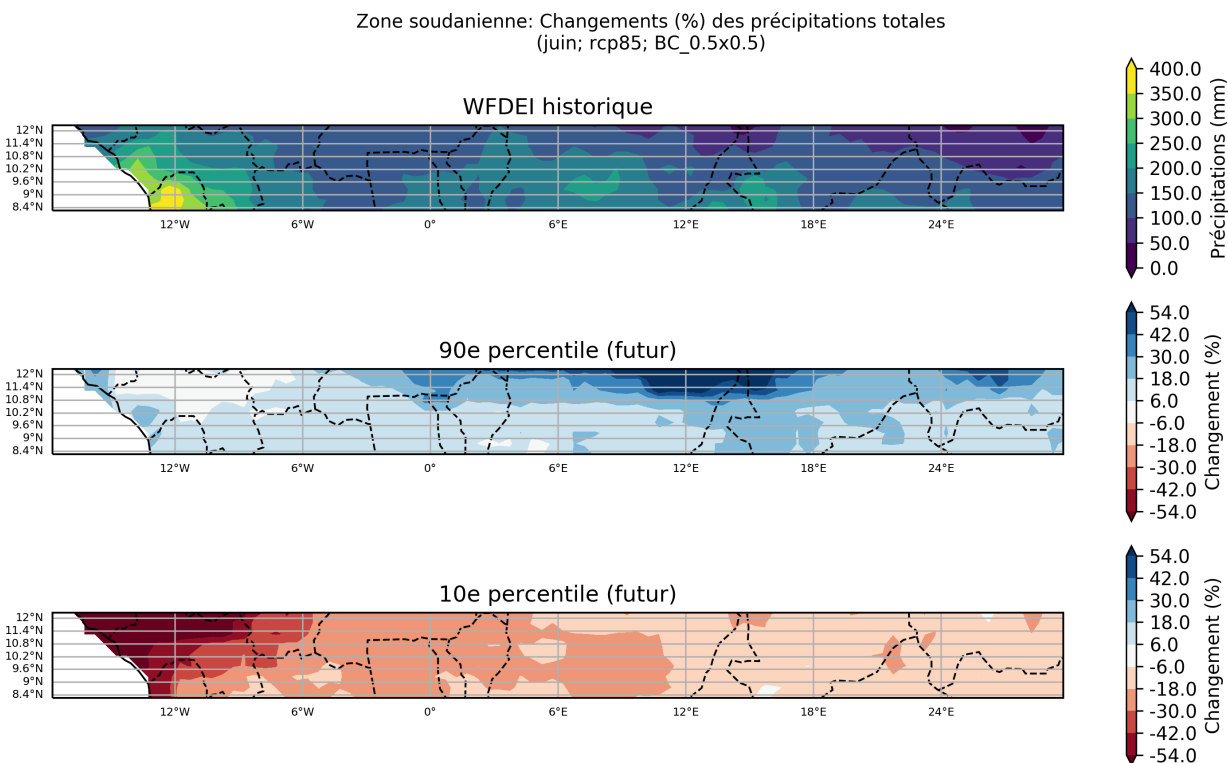 Zone soudanienne: Changements (%) des précipitations totales
(juin; rcp85; BC_0.5x0.5)
WFDEI historique
12°N
11.4°N
10.8°N
10.2°N
9.6°N
9°N
8.4°N
12°W
6°W
0°
6°E
12°E
18°E
24°E
400.0
350.0
300.0
250.0
200.0
150.0
100.0
50.0
0.0
Précipitations (mm)
90e percentile (futur)
12°N
11.4°N
10.8°N
10.2°N
9.6°N
9°N
8.4°N
12°W
6°W
0°
6°E
12°E
18°E
24°E
54.0
42.0
30.0
18.0
6.0
-6.0
-18.0
-30.0
-42.0
-54.0
Changement (%)
10e percentile (futur)
12°N
11.4°N
10.8°N
10.2°N
9.6°N
9°N
8.4°N
12°W
6°W
0°
6°E
12°E
18°E
24°E
54.0
42.0
30.0
18.0
6.0
-6.0
-18.0
-30.0
-42.0
-54.0
Changement (%)